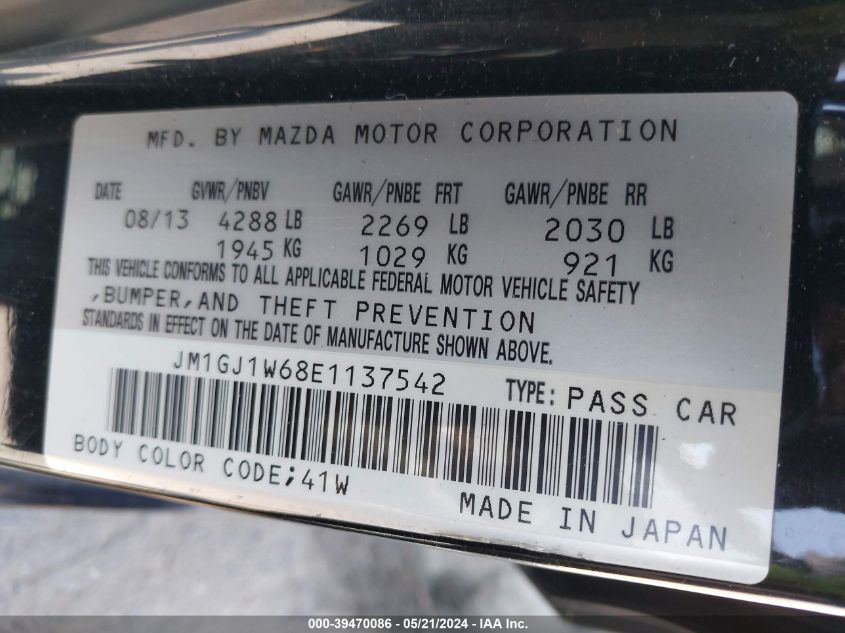 MFD. BY MAZDA MOTOR CORPORATION
DATE GVWR/PNBV GAWR/PNBE FRT GAWR/PNBE RR
08/13 4288 LB 2269 LB 2030 LB
1945 KG 1029 KG 921 KG
THIS VEHICLE CONFORMS TO ALL APPLICABLE FEDERAL MOTOR VEHICLE SAFETY
,BUMPER,AND THEFT PREVENTION
STANDARDS IN EFFECT ON THE DATE OF MANUFACTURE SHOWN ABOVE.
JM1GJ1W68E1137542 TYPE: PASS CAR
BODY COLOR CODE;41W
MADE IN JAPAN
000-39470086 - 05/21/2024 - IAA Inc.